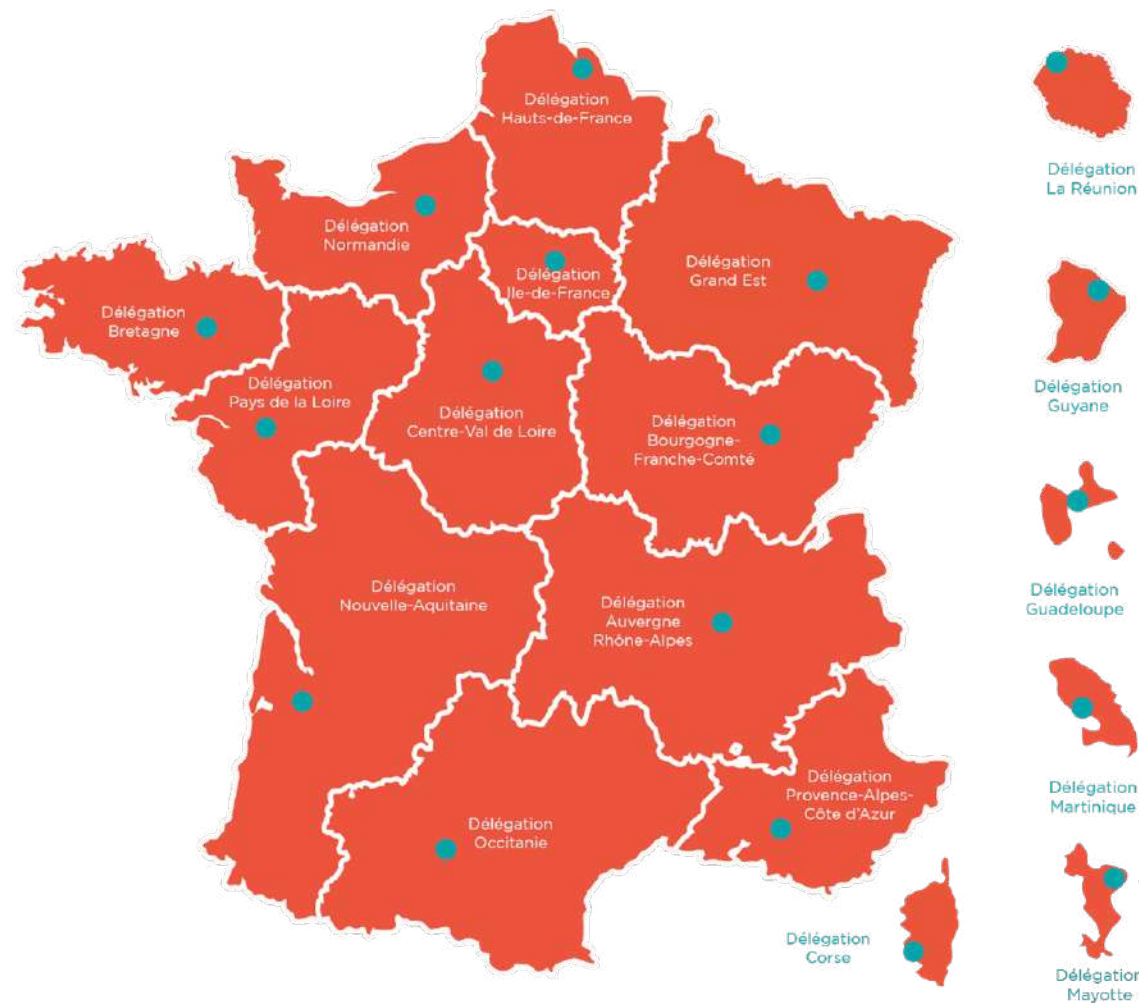 Délégation
Hauts-de-France
Délégation
La Réunion
Délégation
Normandie
Délégation
Ile-de-France
Délégation
Grand Est
Délégation
Bretagne
Délégation
Pays de la Loire
Délégation
Centre-Val de Loire
Délégation
Bourgogne-
Franche-Comté
Délégation
Guyane
Délégation
Nouvelle-Aquitaine
Délégation
Auvergne
Rhône-Alpes
Délégation
Guadeloupe
Délégation
Provence-Alpes-
Côte d'Azur
Délégation
Martinique
Délégation
Occitanie
Délégation
Corse
Délégation
Mayotte